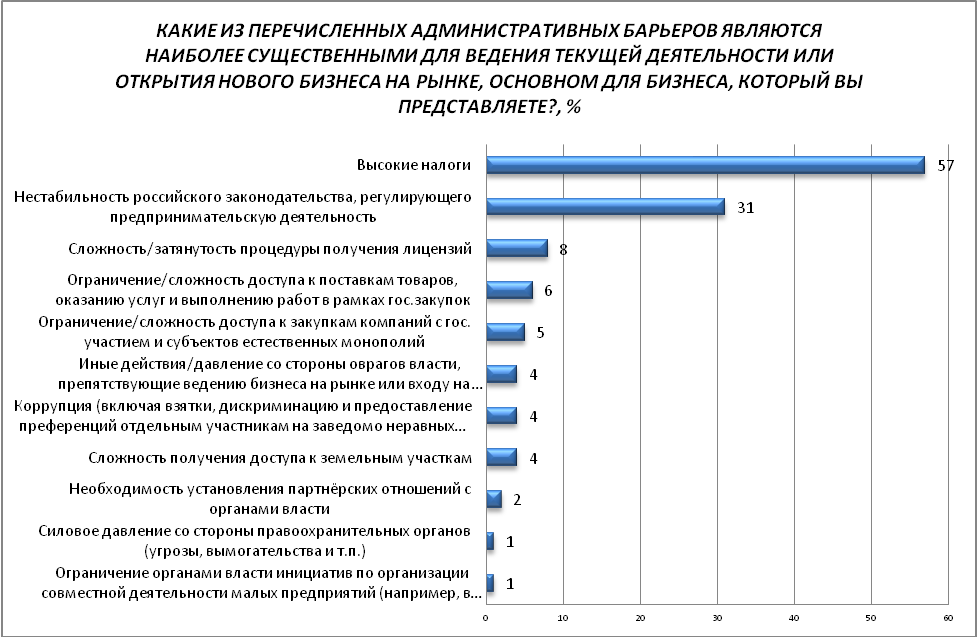 КАКИЕ ИЗ ПЕРЕЧИСЛЕННЫХ АДМИНИСТРАТИВНЫХ БАРЬЕРОВ ЯВЛЯЮТСЯ
НАИБОЛЕЕ СУЩЕСТВЕННЫМИ ДЛЯ ВЕДЕНИЯ ТЕКУЩЕЙ ДЕЯТЕЛЬНОСТИ ИЛИ
ОТКРЫТИЯ НОВОГО БИЗНЕСА НА РЫНКЕ, ОСНОВНОМ ДЛЯ БИЗНЕСА, КОТОРЫЙ ВЫ
ПРЕДСТАВЛЯЕТЕ?, %
Высокие налоги 57
Нестабильность российского законодательства, регулирующего
предпринимательскую деятельность 31
Сложность/затянутость процедуры получения лицензий 8
Ограничение/сложность доступа к поставкам товаров,
оказанию услуг и выполнению работ в рамках гос.закупок 6
Ограничение/сложность доступа к закупкам компаний с гос.
участием и субъектов естественных монополий 5
Иные действия/давление со стороны оврагов власти,
препятствующие ведению бизнеса на рынке или входу на... 4
Коррупция (включая взятки, дискриминацию и предоставление
преференций отдельным участникам на заведомо неравных... 4
Сложность получения доступа к земельным участкам 4
Необходимость установления партнёрских отношений с
органами власти 2
Силовое давление со стороны правоохранительных органов
(угрозы, вымогательства и т.п.) 1
Ограничение органами власти инициатив по организации
совместной деятельности малых предприятий (например, в... 1
0 10 20 30 40 50 60